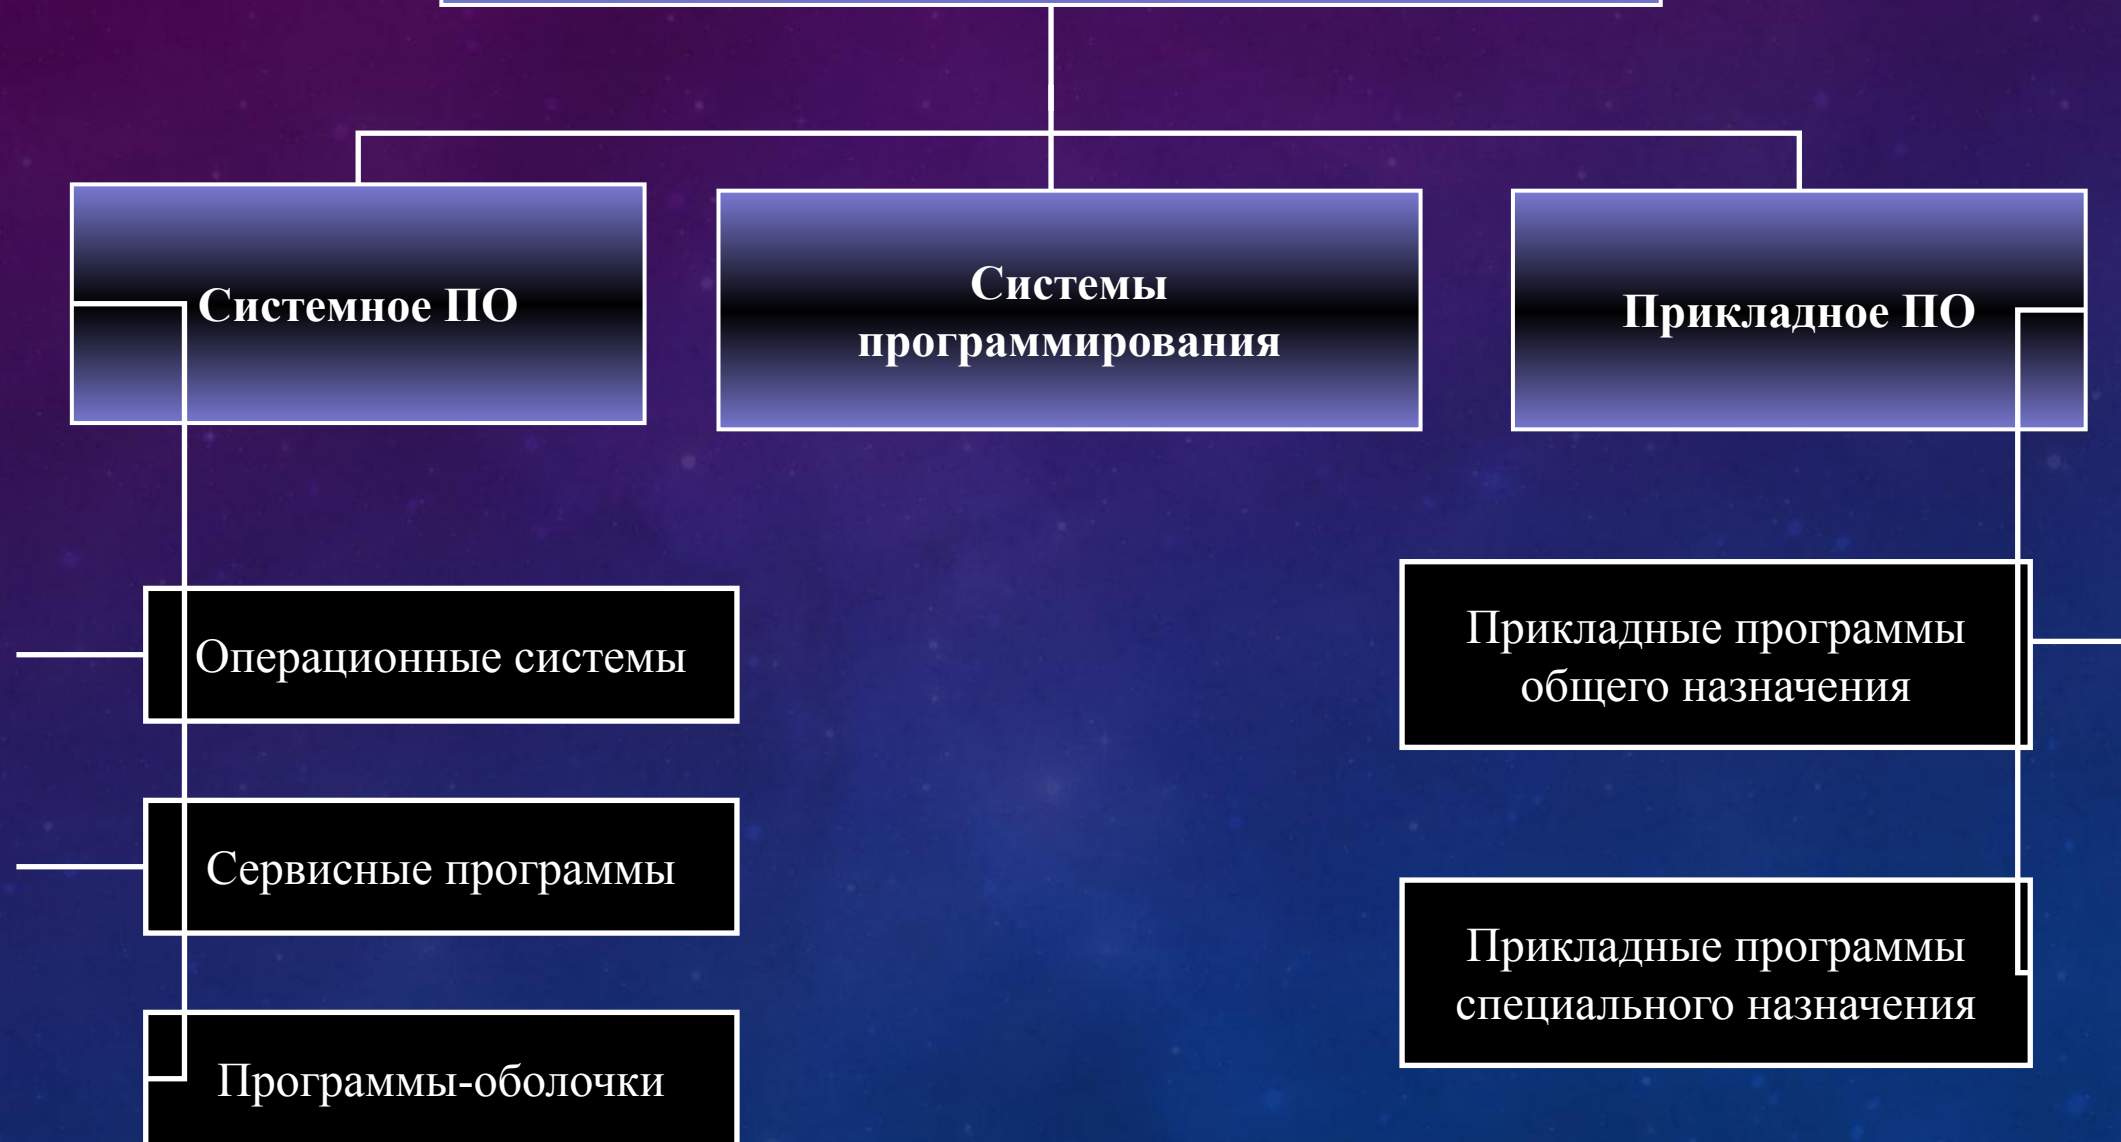 Системное ПО
Системы
программирования
Прикладное ПО
Операционные системы
Сервисные программы
Программы-оболочки
Прикладные программы
общего назначения
Прикладные программы
специального назначения